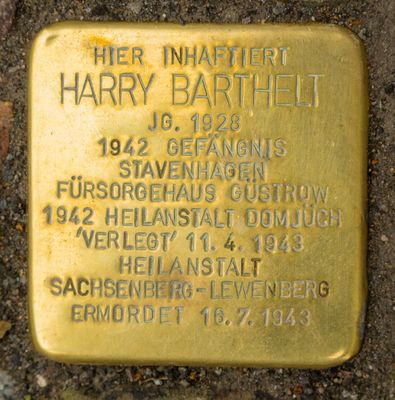 HIER INHAFTIERT
HARRY BARTHELT
JG. 1928
1942 GEFÄNGNIS
STAVENHAGEN
FÜRSORGEHAUS GÜSTROW
1942 HEILANSTALT DOMJÜCH
'VERLEGT' 11.4.1943
HEILANSTALT
SACHSENBERG-LEWENBERG
ERMORDET 16.7.1943